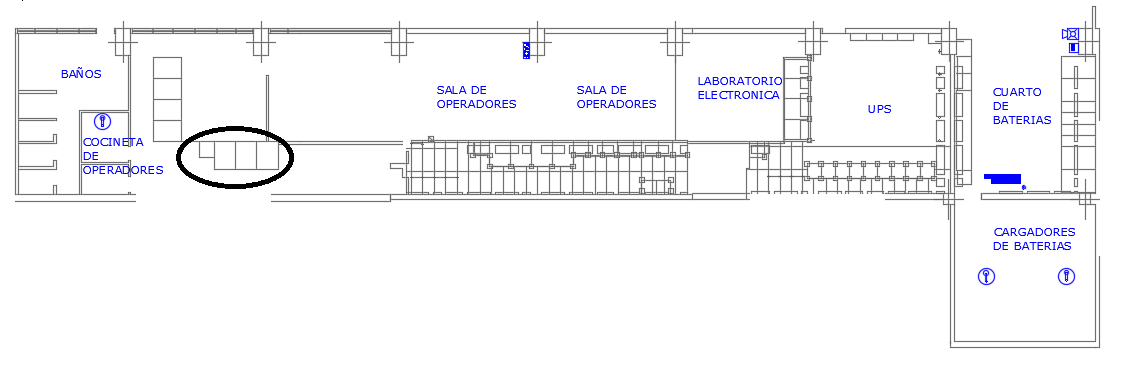 BAÑOS
COCINETA
DE
OPERADORES
SALA DE
OPERADORES
SALA DE
OPERADORES
LABORATORIO
ELECTRONICA
UPS
CUARTO
DE
BATERIAS
CARGADORES
DE BATERIAS